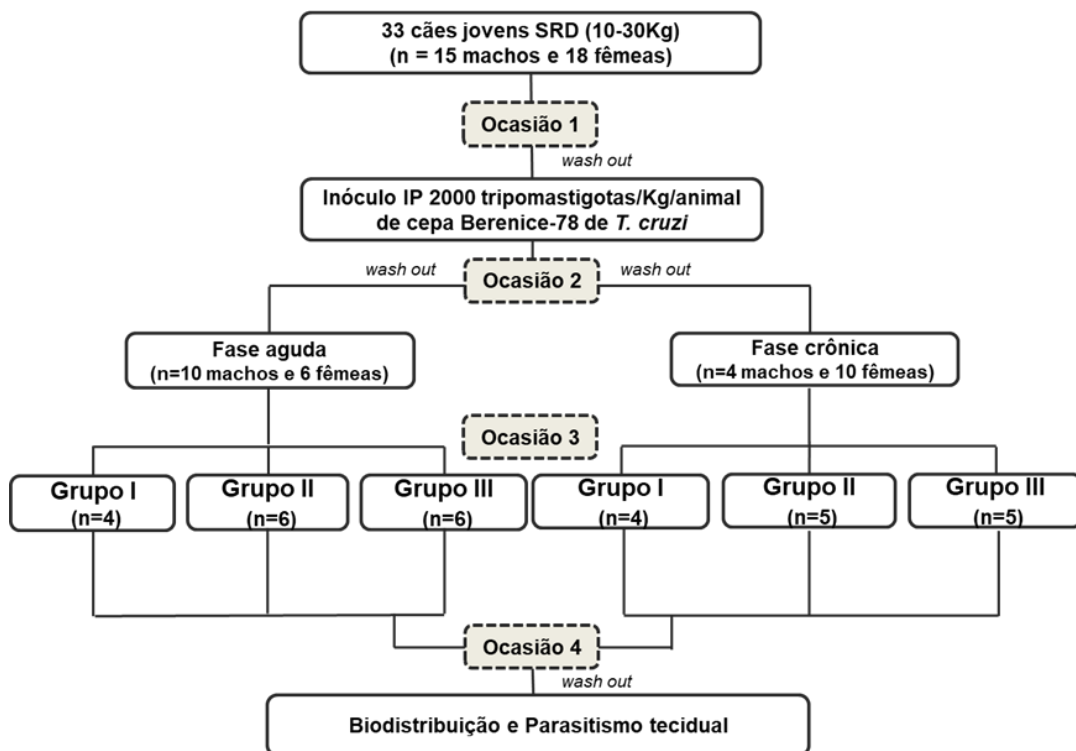 33 cães jovens SRD (10-30Kg)
(n = 15 machos e 18 fêmeas)
Ocasião 1
wash out
Inóculo IP 2000 tripomastigotas/Kg/animal
de cepa Berenice-78 de T. cruzi
wash out
Ocasião 2
wash out
Fase aguda
(n=10 machos e 6 fêmeas)
Fase crônica
(n=4 machos e 10 fêmeas)
Ocasião 3
Grupo I
(n=4)
Grupo II
(n=6)
Grupo III
(n=6)
Grupo I
(n=4)
Grupo II
(n=5)
Grupo III
(n=5)
Ocasião 4
wash out
Biodistribuição e Parasitismo tecidual